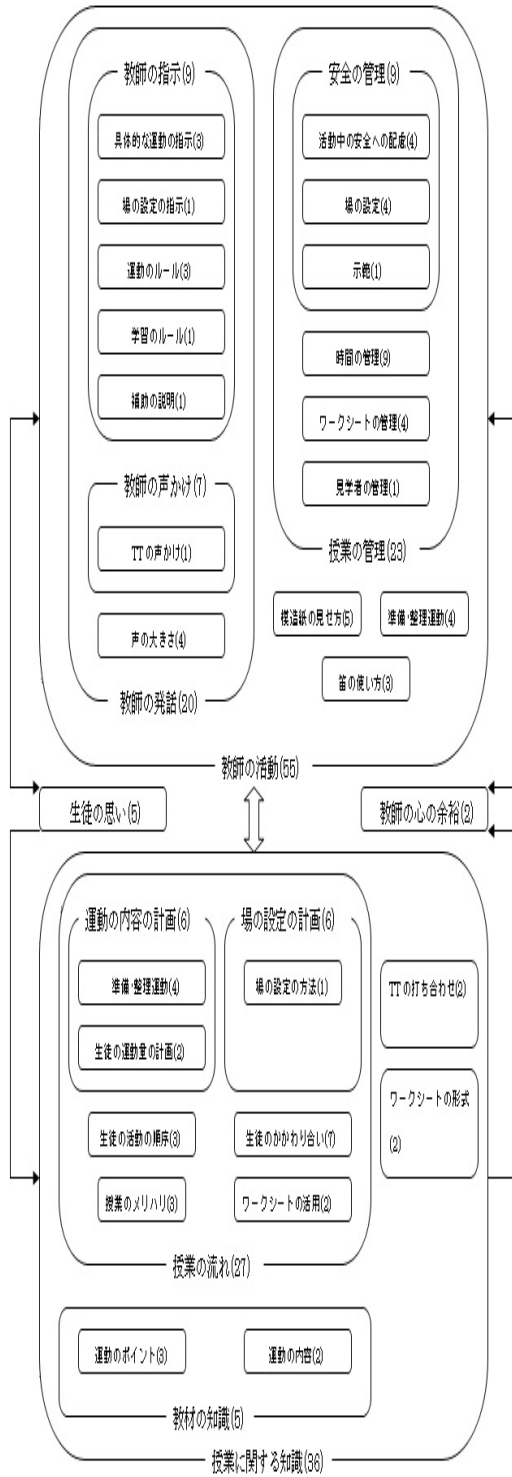 教師の指示(9)
具体的な運動の指示(3)
場の設定の指示(1)
運動のルール(3)
学習のルール(1)
補助の説明(1)
教師の声かけ(7)
TTの声かけ(1)
声の大きさ(4)
教師の発話(20)
安全の管理(9)
活動中の安全への配慮(4)
場の設定(4)
示範(1)
時間の管理(9)
ワークシートの管理(4)
見学者の管理(1)
授業の管理(23)
模造紙の見せ方(5)
準備・整理運動(4)
笛の使い方(3)
教師の活動(55)
生徒の思い(5)
教師の心の余裕(2)
運動の内容の計画(6)
準備・整理運動(4)
生徒の運動量の計画(2)
場の設定の計画(6)
場の設定の方法(1)
生徒の活動の順序(3)
生徒のかかわり合い(7)
授業のメリハリ(3)
ワークシートの活用(2)
授業の流れ(27)
TTの打ち合わせ(2)
ワークシートの形式
(2)
運動のポイント(3)
運動の内容(2)
教材の知識(5)
授業に関する知識(36)